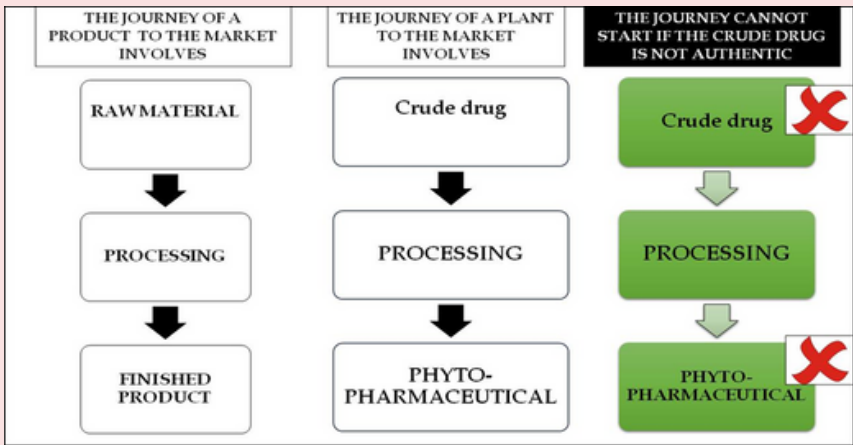 THE JOURNEY OF A
PRODUCT TO THE MARKET
INVOLVES
RAW MATERIAL
PROCESSING
FINISHED
PRODUCT
THE JOURNEY OF A PLANT
TO THE MARKET
INVOLVES
Crude drug
PROCESSING
PHYTO-
PHARMACEUTICAL
THE JOURNEY CANNOT
START IF THE CRUDE DRUG
IS NOT AUTHENTIC
Crude drug
PROCESSING
PHYTO-
PHARMACEUTICAL